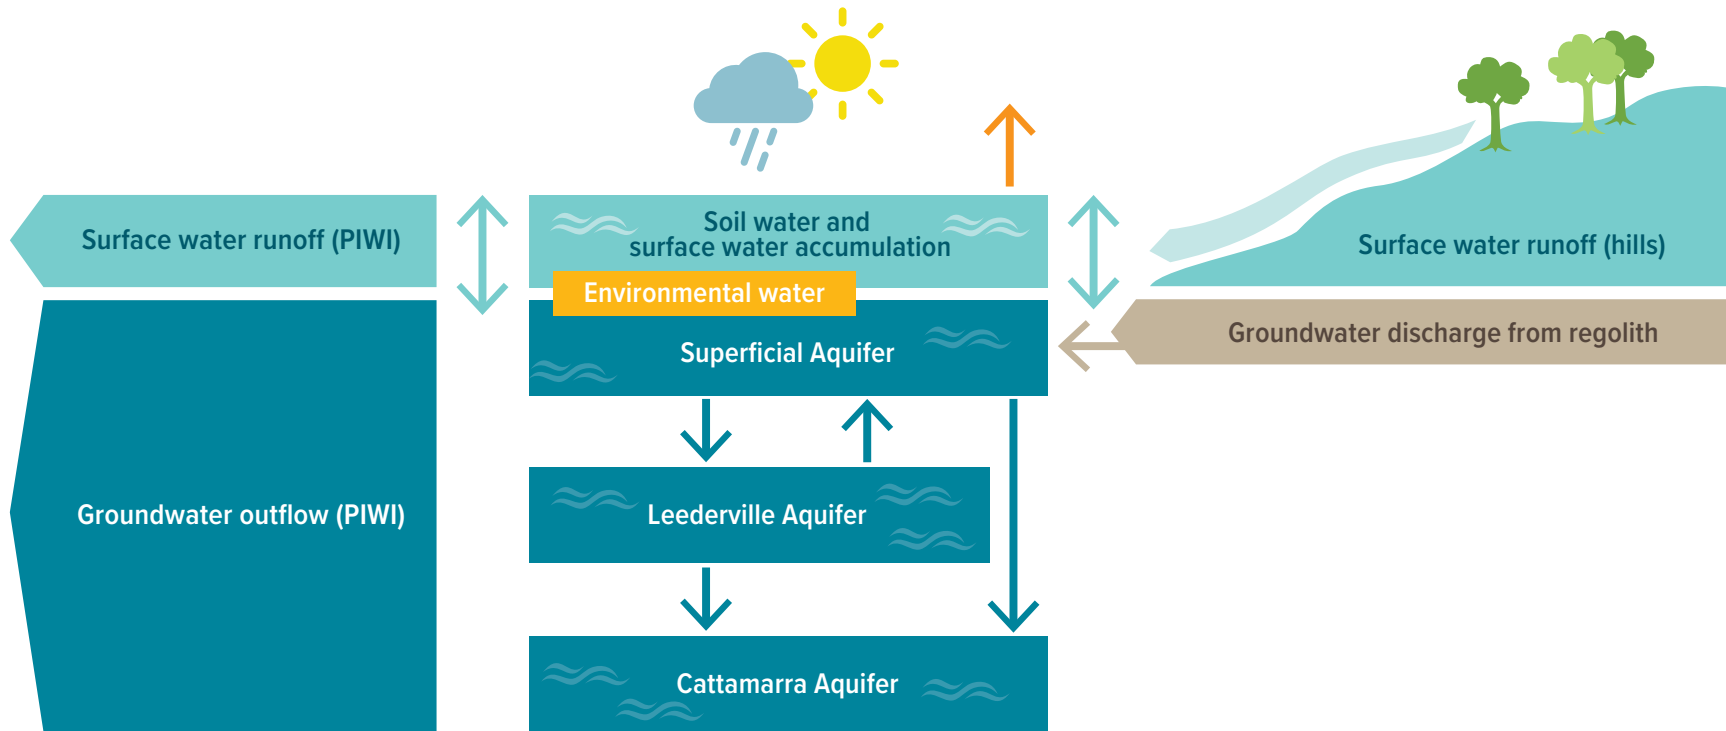 Surface water runoff (PIWI)
Soil water and
surface water accumulation
Surface water runoff (hills)
Environmental water
Groundwater discharge from regolith
Superficial Aquifer
Groundwater outflow (PIWI)
Leederville Aquifer
Cattamarra Aquifer